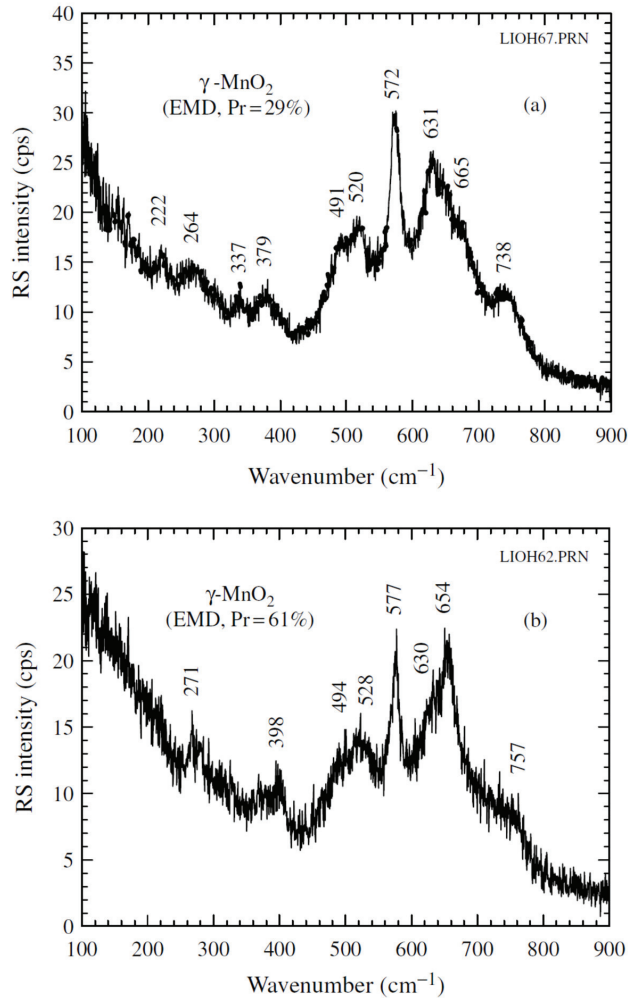 40
LIOH67.PRN
γ-MnO₂
(EMD, Pr=29%)
(a)
572
631
665
738
491
520
222
264
337
379
35
30
25
20
15
10
5
0
RS intensity (cps)
100 200 300 400 500 600 700 800 900
Wavenumber (cm⁻¹)
30
LIOH62.PRN
γ-MnO₂
(EMD, Pr=61%)
(b)
577
654
630
757
494
528
271
398
25
20
15
10
5
0
RS intensity (cps)
100 200 300 400 500 600 700 800 900
Wavenumber (cm⁻¹)